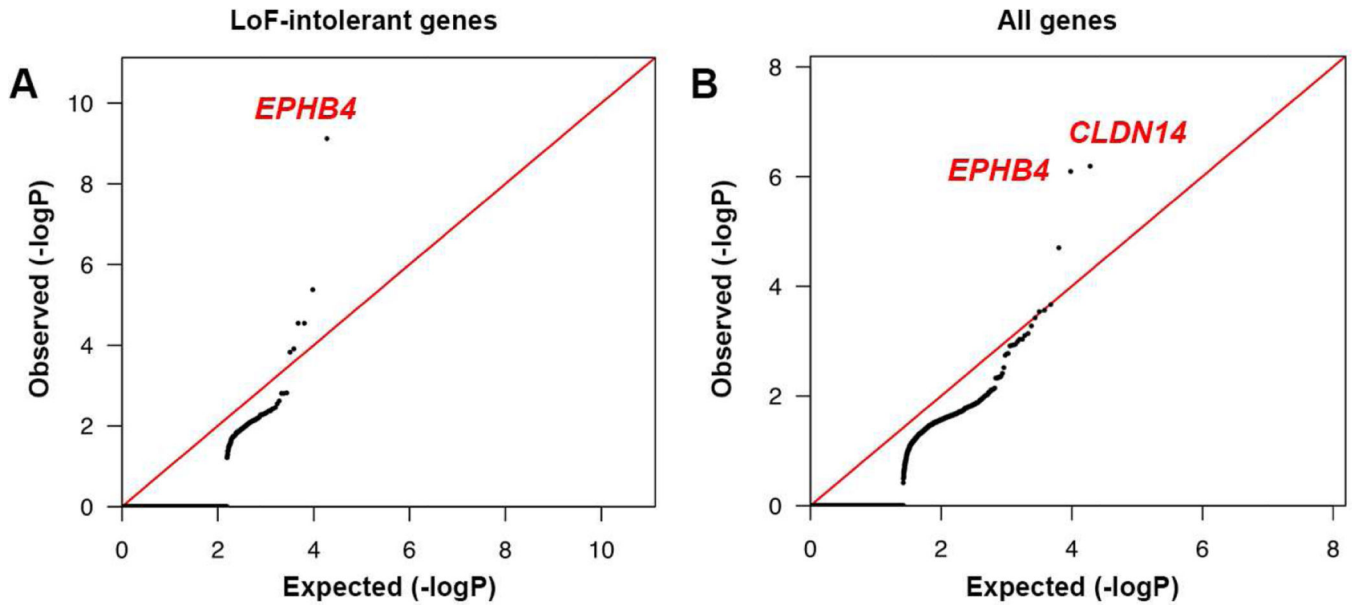 LoF-intolerant genes
A
EPHB4
10
8
6
4
2
0
Observed (-logP)
0 2 4 6 8 10
Expected (-logP)
All genes
B
CLDN14
EPHB4
8
6
4
2
0
Observed (-logP)
0 2 4 6 8
Expected (-logP)